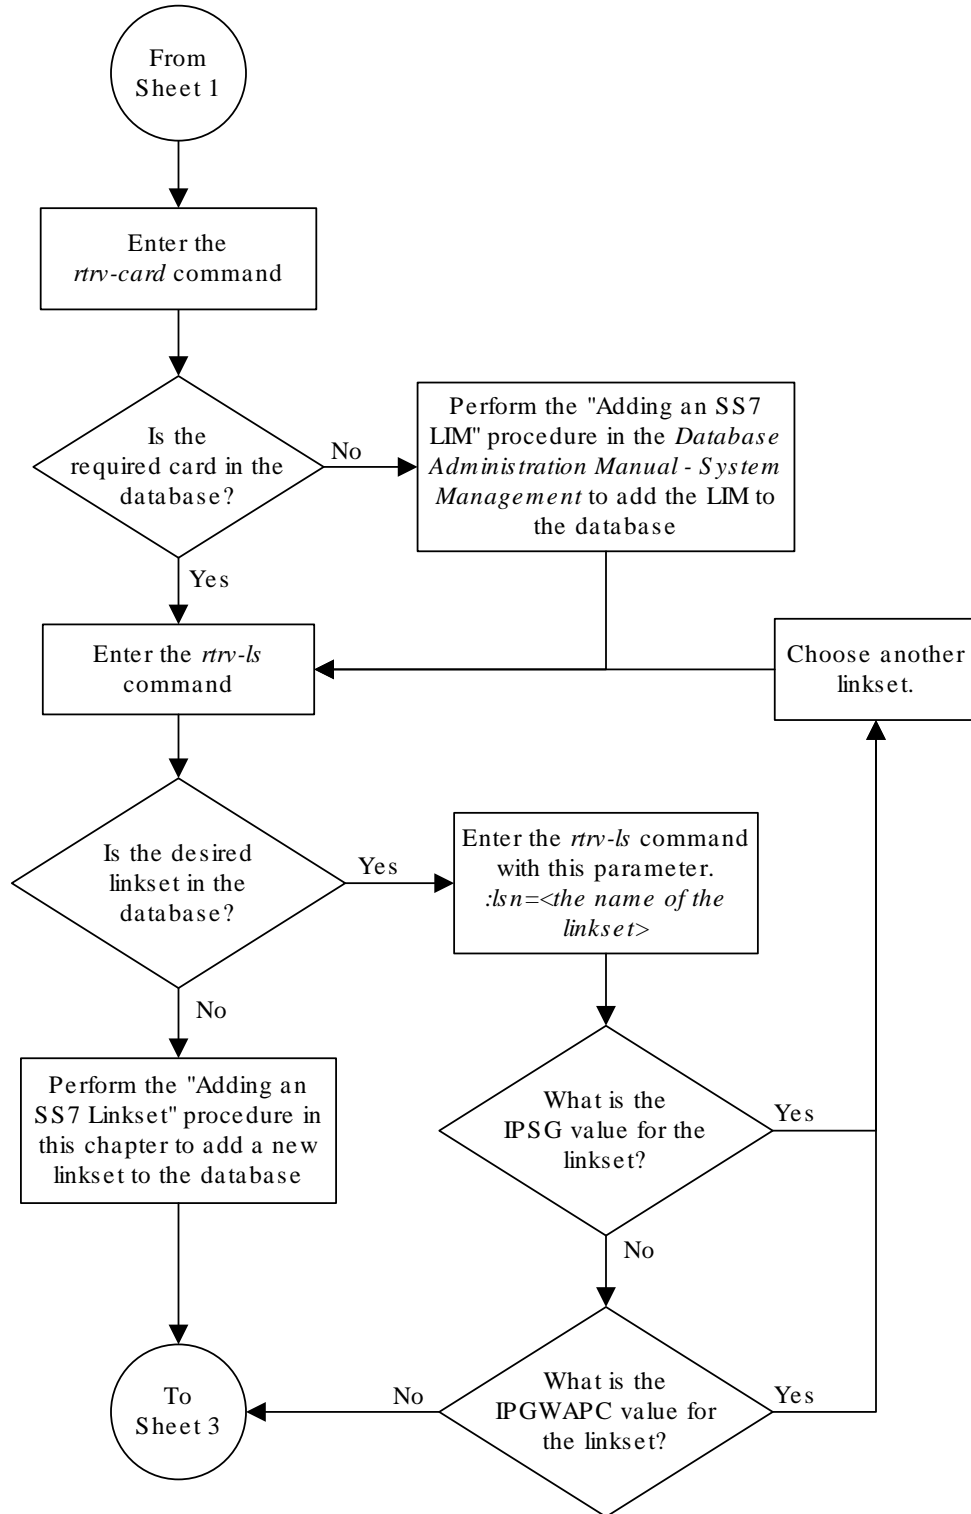 From
Sheet 1
Enter the
rtrv-card command
Is the
required card in the
database?
No
Perform the "Adding an SS7
LIM" procedure in the Database
Administration Manual - System
Management to add the LIM to
the database
Yes
Enter the rtrv-ls
command
Choose another
linkset.
Is the desired
linkset in the
database?
Yes
Enter the rtrv-ls command
with this parameter.
:lsn=<the name of the
linkset>
No
Perform the "Adding an
SS7 Linkset" procedure in
this chapter to add a new
linkset to the database
What is the
IPSG value for the
linkset?
Yes
No
What is the
IPGWAPC value for
the linkset?
Yes
No
To
Sheet 3